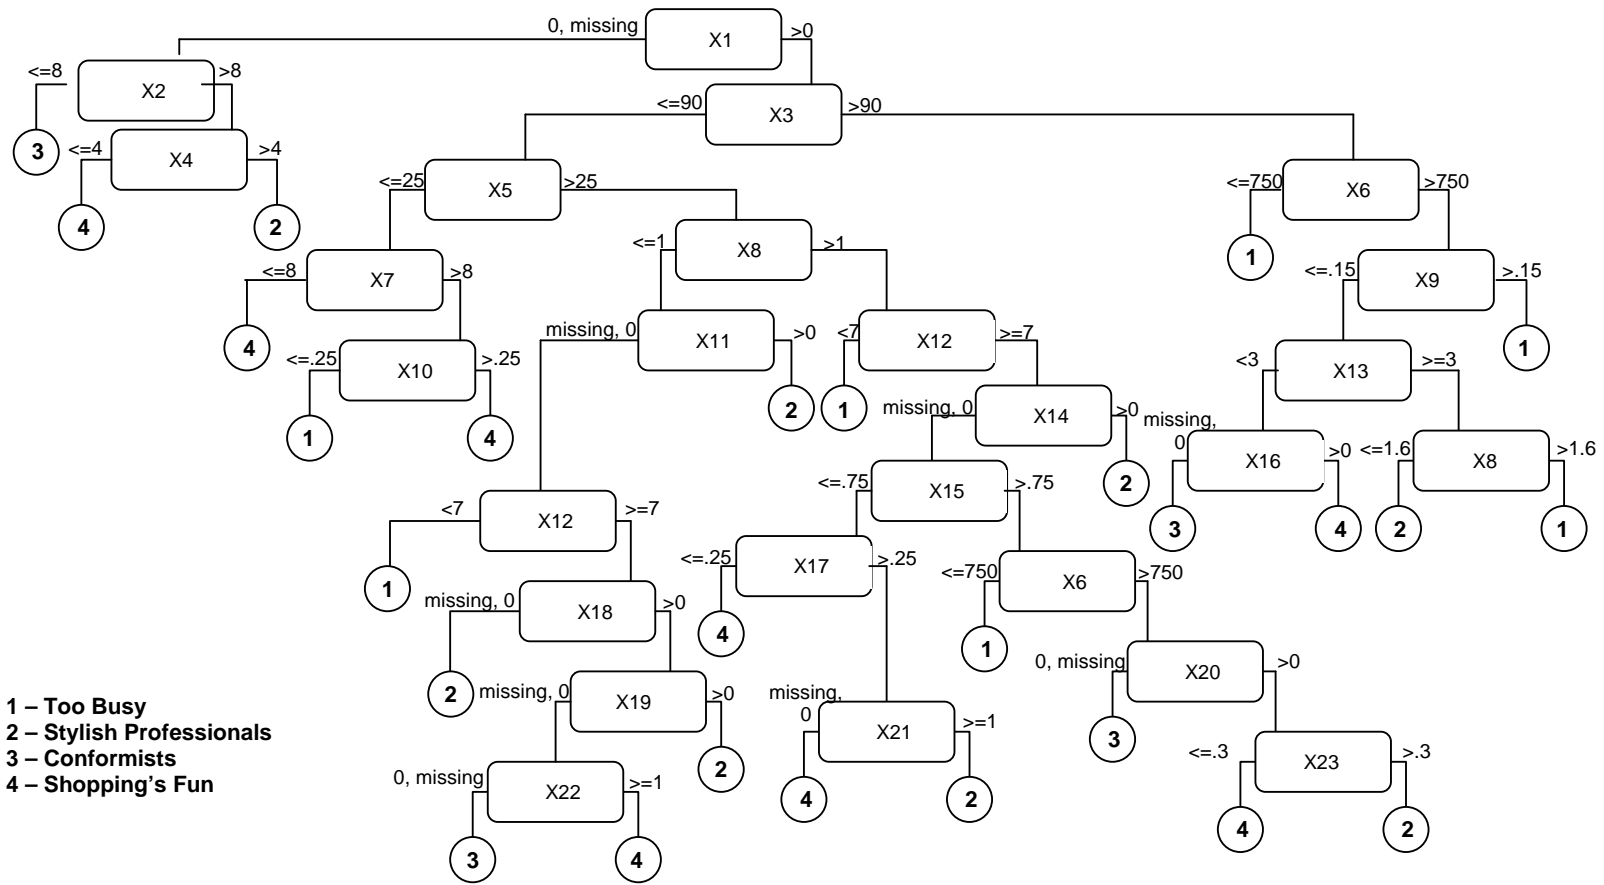 0, missing
X1
>0
<=8
X2
>8
<=90
X3
>90
3
<=4
X4
>4
<=25
X5
>25
<=750
X6
>750
4
2
<=1
X8
>1
1
<=8
X7
>8
<=.15
X9
>.15
4
missing, 0
X11
>0
<7
X12
>=7
1
<=.25
X10
>.25
<3
X13
>=3
2
1
missing, 0
X14
>0
missing,
0
1
4
X16
>0
<=1.6
X8
>1.6
<=.75
X15
>.75
2
3
4
2
1
<7
X12
>=7
<=.25
X17
>.25
<=750
X6
>750
1
missing, 0
X18
>0
4
1
0, missing
X20
>0
2
missing, 0
X19
>0
missing,
0
X21
>=1
3
<=.3
X23
>.3
2
0, missing
X22
>=1
4
2
4
2
3
4
1 – Too Busy
2 – Stylish Professionals
3 – Conformists
4 – Shopping's Fun